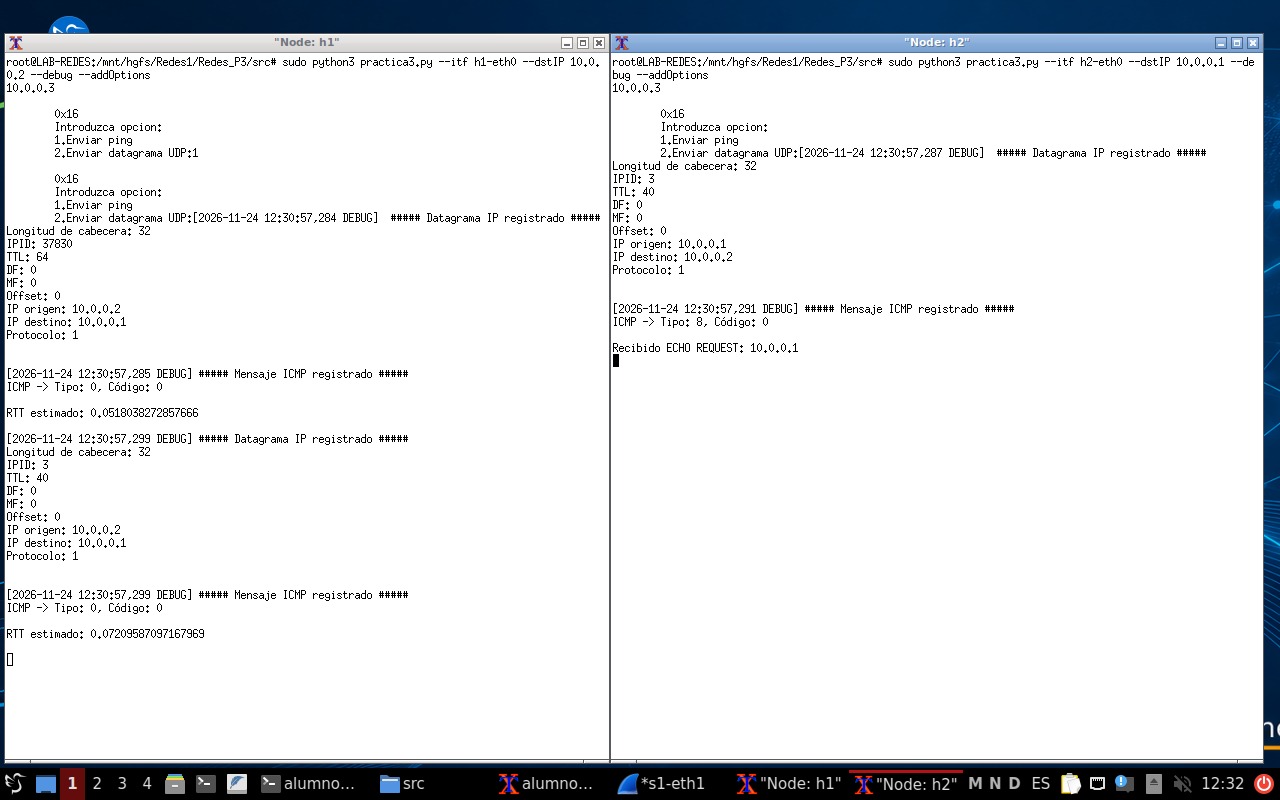 "Node: h1"
root@LAB-REDES:/mnt/hgfs/Redes1/Redes_P3/src# sudo python3 practica3.py --itf h1-eth0 --dstIP 10.0.
0.2 --debug --addOptions
10.0.0.3
0x16
Introduzca opcion:
1.Enviar ping
2.Enviar datagrama UDP:1
0x16
Introduzca opcion:
1.Enviar ping
2.Enviar datagrama UDP:[2026-11-24 12:30:57,284 DEBUG]  ##### Datagrama IP registrado #####
Longitud de cabecera: 32
IPID: 37830
TTL: 64
DF: 0
MF: 0
Offset: 0
IP origen: 10.0.0.2
IP destino: 10.0.0.1
Protocolo: 1
[2026-11-24 12:30:57,285 DEBUG] ##### Mensaje ICMP registrado #####
ICMP -> Tipo: 0, Código: 0
RTT estimado: 0.0518038272857666
[2026-11-24 12:30:57,299 DEBUG] ##### Datagrama IP registrado #####
Longitud de cabecera: 32
IPID: 3
TTL: 40
DF: 0
MF: 0
Offset: 0
IP origen: 10.0.0.2
IP destino: 10.0.0.1
Protocolo: 1
[2026-11-24 12:30:57,299 DEBUG] ##### Mensaje ICMP registrado #####
ICMP -> Tipo: 0, Código: 0
RTT estimado: 0.07209587097167969
"Node: h2"
root@LAB-REDES:/mnt/hgfs/Redes1/Redes_P3/src# sudo python3 practica3.py --itf h2-eth0 --dstIP 10.0.0.1 --de
bug --addOptions
10.0.0.3
0x16
Introduzca opcion:
1.Enviar ping
2.Enviar datagrama UDP:[2026-11-24 12:30:57,287 DEBUG]  ##### Datagrama IP registrado #####
Longitud de cabecera: 32
IPID: 3
TTL: 40
DF: 0
MF: 0
Offset: 0
IP origen: 10.0.0.1
IP destino: 10.0.0.2
Protocolo: 1
[2026-11-24 12:30:57,291 DEBUG] ##### Mensaje ICMP registrado #####
ICMP -> Tipo: 8, Código: 0
Recibido ECHO REQUEST: 10.0.0.1
1 2 3 4 alumno... src alumno... *s1-eth1 "Node: h1" "Node: h2" M N D ES 12:32